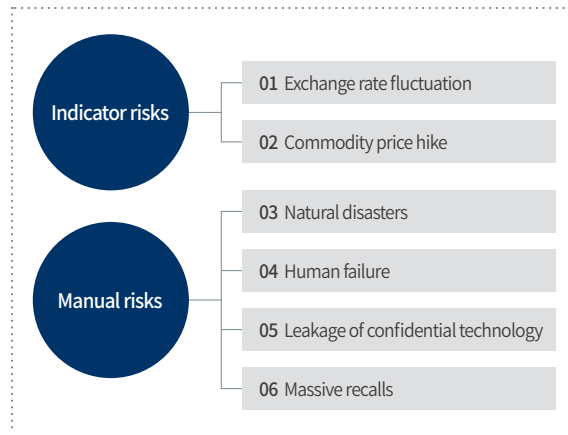 Indicator risks
01 Exchange rate fluctuation
02 Commodity price hike
Manual risks
03 Natural disasters
04 Human failure
05 Leakage of confidential technology
06 Massive recalls